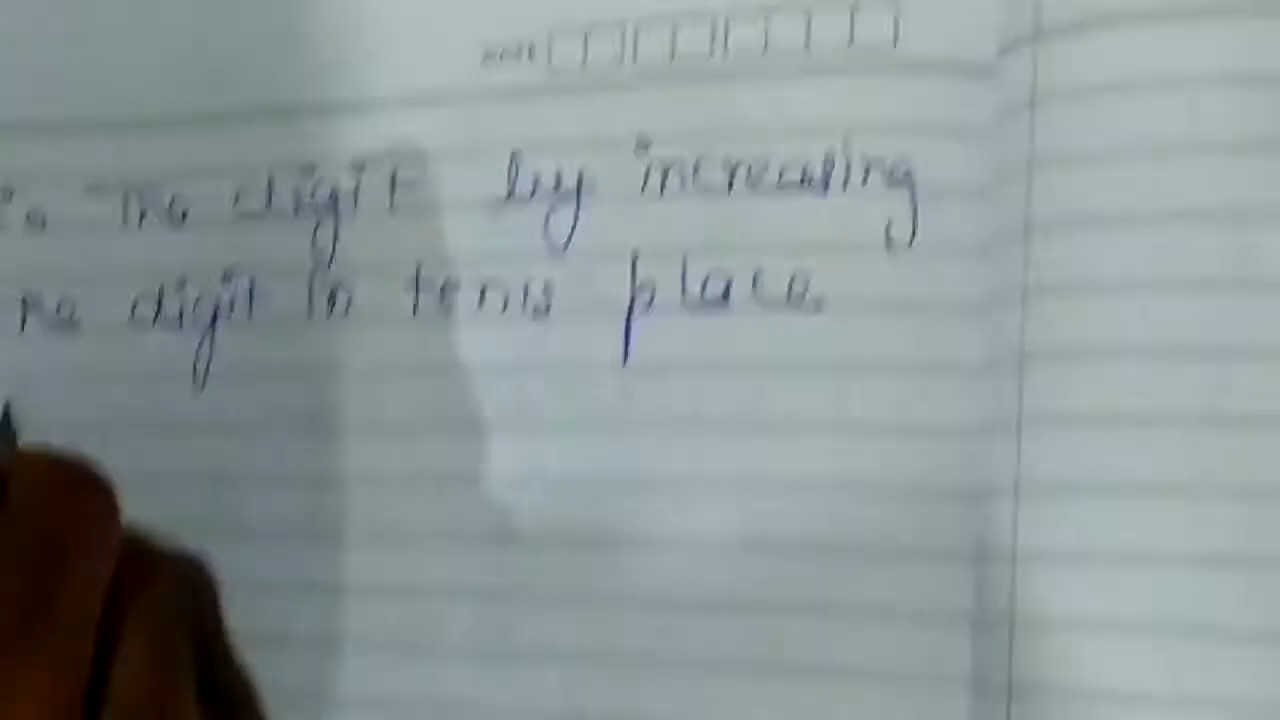 the digit by increasing
digit in tens place.